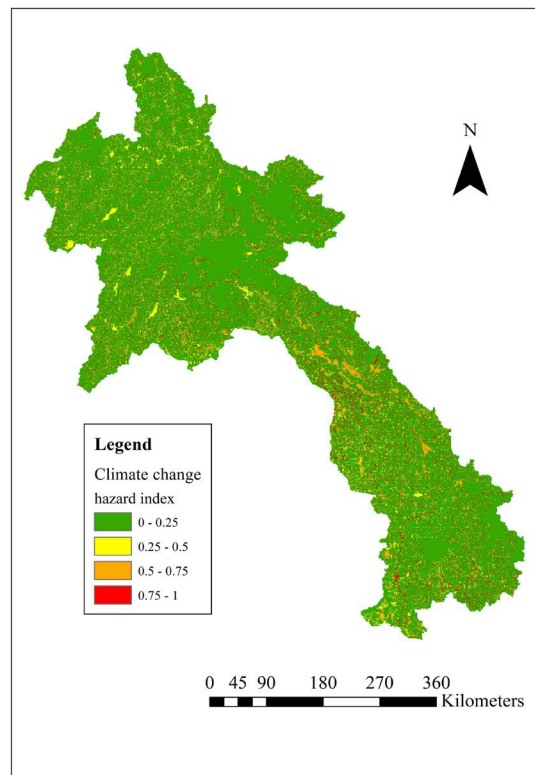 N
Legend
Climate change
hazard index
0 - 0.25
0.25 - 0.5
0.5 - 0.75
0.75 - 1
0 45 90 180 270 360
Kilometers